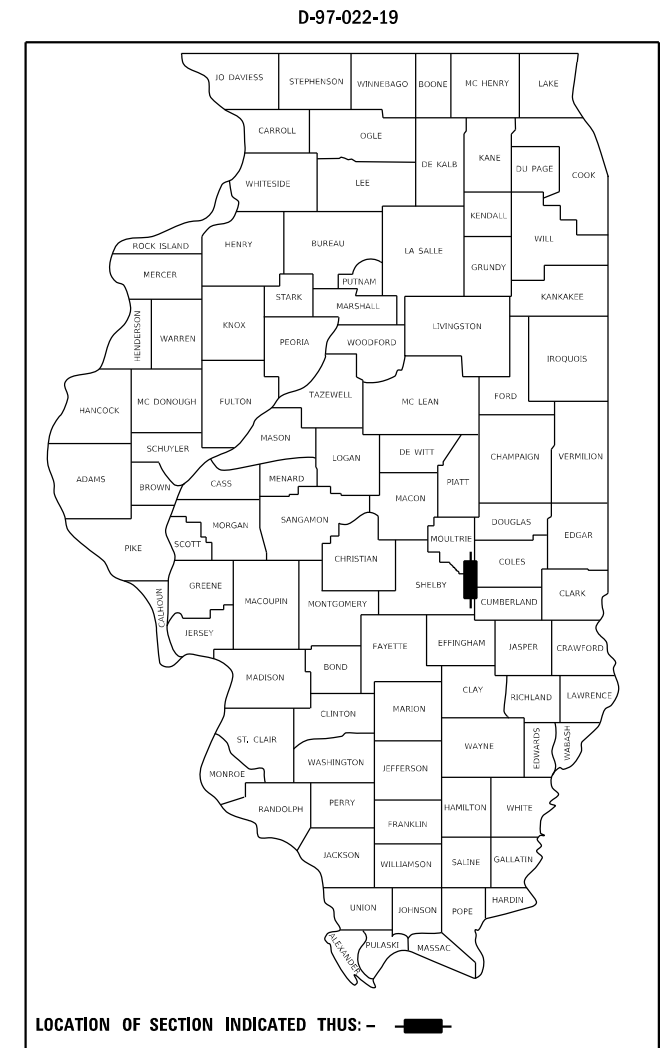 D-97-022-19
JO DAVIESS
STEPHENSON
WINNEBAGO
BOONE
MC HENRY
LAKE
CARROLL
OGLE
DE KALB
KANE
DU PAGE
COOK
WHITESIDE
LEE
KENDALL
WILL
ROCK ISLAND
HENRY
BUREAU
LA SALLE
GRUNDY
MERCER
PUTNAM
STARK
MARSHALL
KANKAKEE
HENDERSON
WARREN
KNOX
PEORIA
WOODFORD
LIVINGSTON
IROQUOIS
HANCOCK
MC DONOUGH
FULTON
TAZEWELL
MC LEAN
FORD
SCHUYLER
MASON
LOGAN
DE WITT
CHAMPAIGN
VERMILION
ADAMS
BROWN
CASS
MENARD
PIATT
MACON
MORGAN
SANGAMON
DOUGLAS
PIKE
SCOTT
CHRISTIAN
MOULTRIE
COLES
EDGAR
GREENE
CALHOUN
MACOUPIN
MONTGOMERY
SHELBY
CUMBERLAND
CLARK
JERSEY
FAYETTE
EFFINGHAM
JASPER
CRAWFORD
MADISON
BOND
CLAY
RICHLAND
LAWRENCE
CLINTON
MARION
ST. CLAIR
WASHINGTON
WAYNE
EDWARDS
WABASH
MONROE
JEFFERSON
RANDOLPH
PERRY
HAMILTON
WHITE
FRANKLIN
JACKSON
WILLIAMSON
SALINE
GALLATIN
UNION
JOHNSON
POPE
HARDIN
ALEXANDER
PULASKI
MASSAC
LOCATION OF SECTION INDICATED THUS: –